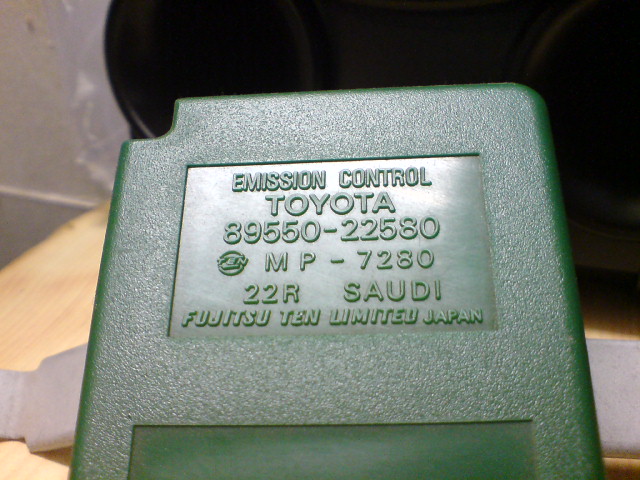 EMISSION CONTROL
TOYOTA
89550-22580
MP-7280
22R SAUDI
FUJITSU TEN LIMITED JAPAN